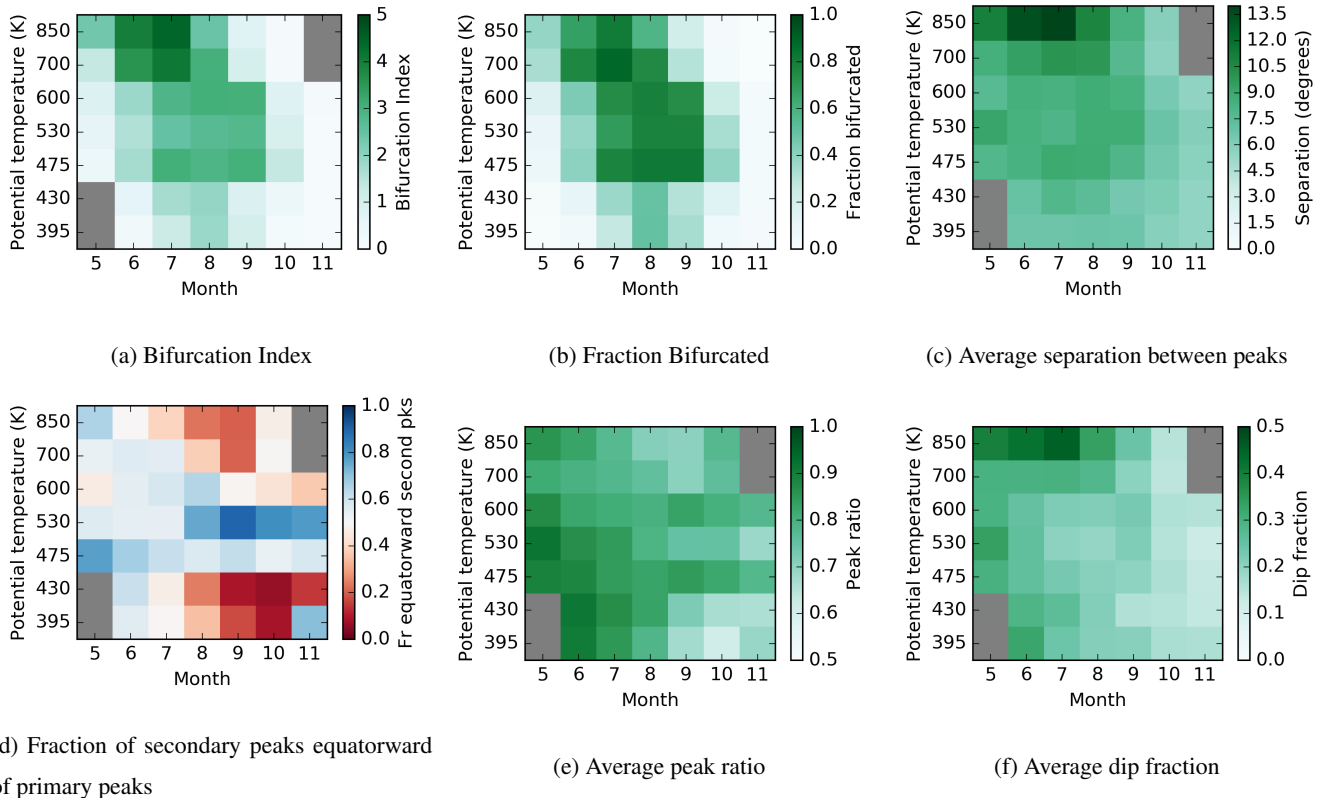 Potential temperature (K)
850
700
600
530
475
430
395
5 6 7 8 9 10 11
Month
5
4
3
2
1
0
Bifurcation Index
(a) Bifurcation Index
Potential temperature (K)
850
700
600
530
475
430
395
5 6 7 8 9 10 11
Month
1.0
0.8
0.6
0.4
0.2
0.0
Fraction bifurcated
(b) Fraction Bifurcated
Potential temperature (K)
850
700
600
530
475
430
395
5 6 7 8 9 10 11
Month
13.5
12.0
10.5
9.0
7.5
6.0
4.5
3.0
1.5
0.0
Separation (degrees)
(c) Average separation between peaks
Potential temperature (K)
850
700
600
530
475
430
395
5 6 7 8 9 10 11
Month
1.0
0.8
0.6
0.4
0.2
0.0
Fr equatorward second pks
d) Fraction of secondary peaks equatorward
of primary peaks
Potential temperature (K)
850
700
600
530
475
430
395
5 6 7 8 9 10 11
Month
1.0
0.9
0.8
0.7
0.6
0.5
Peak ratio
(e) Average peak ratio
Potential temperature (K)
850
700
600
530
475
430
395
5 6 7 8 9 10 11
Month
0.5
0.4
0.3
0.2
0.1
0.0
Dip fraction
(f) Average dip fraction